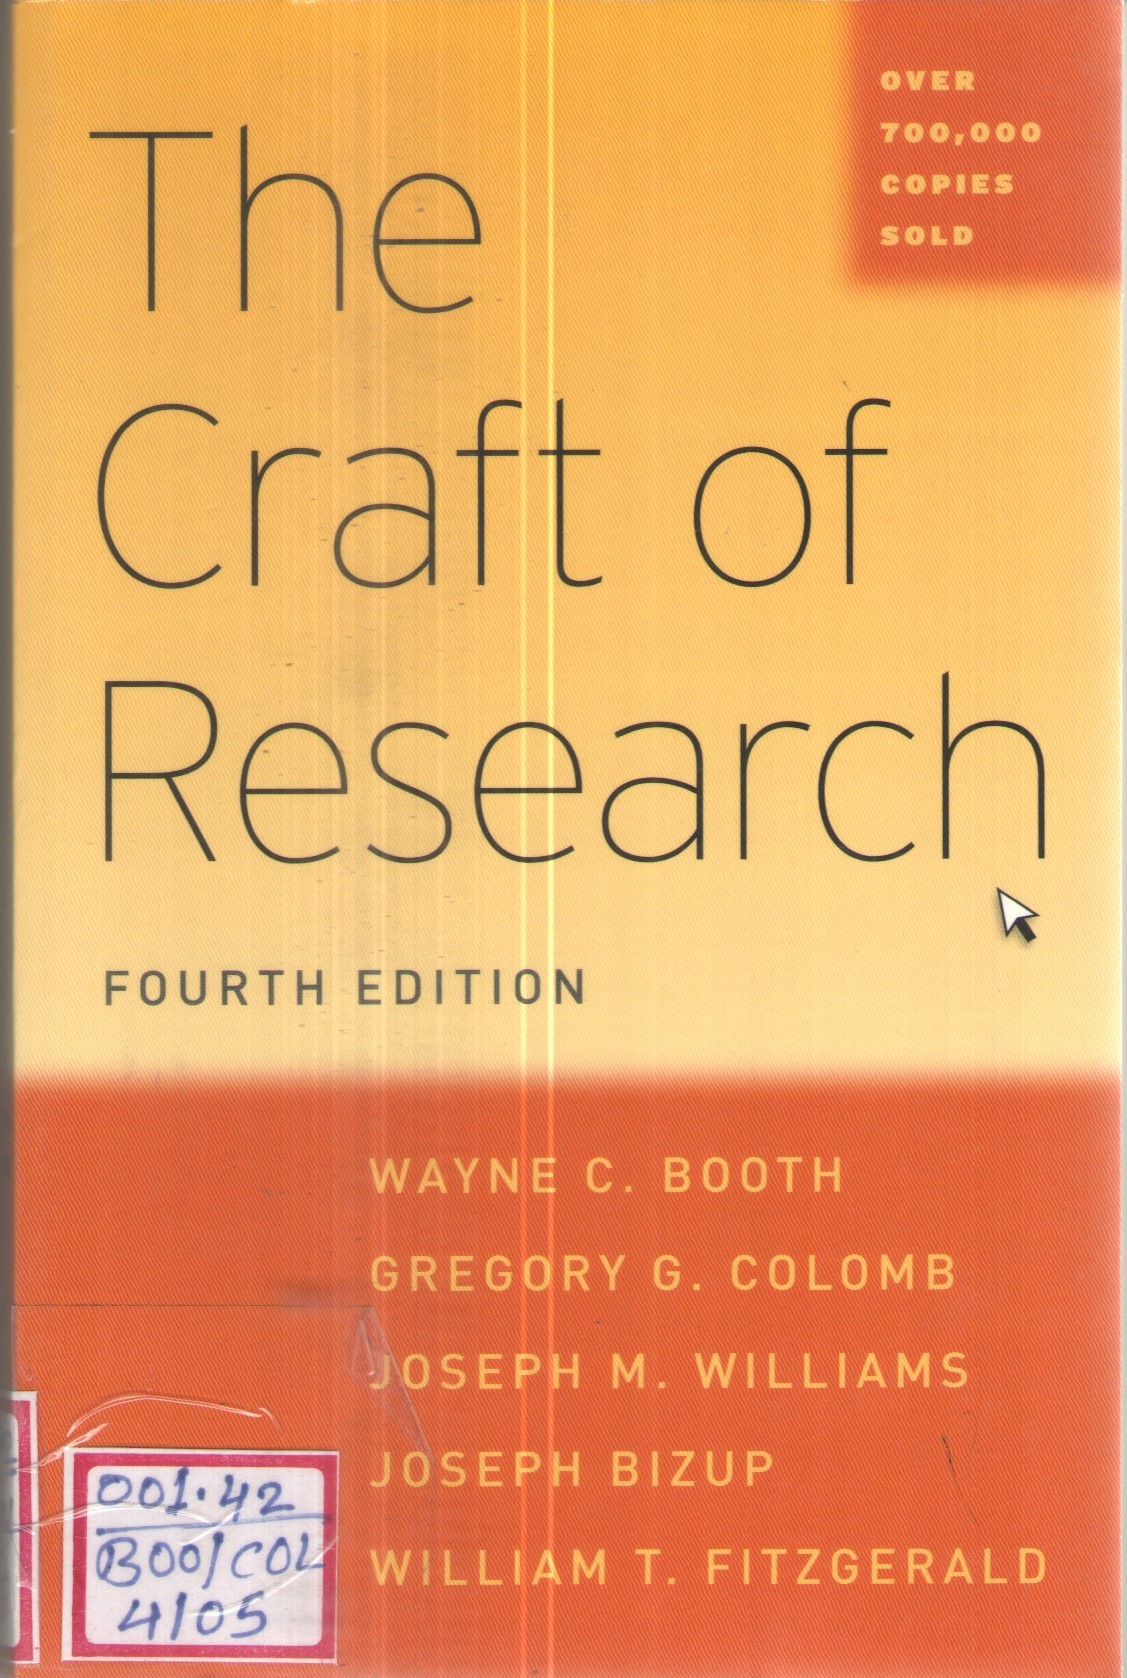 OVER
700,000
COPIES
SOLD
The
Craft of
Research
FOURTH EDITION
WAYNE C. BOOTH
GREGORY G. COLOMB
JOSEPH M. WILLIAMS
JOSEPH BIZUP
WILLIAM T. FITZGERALD
001.42
BOO/COL
4105